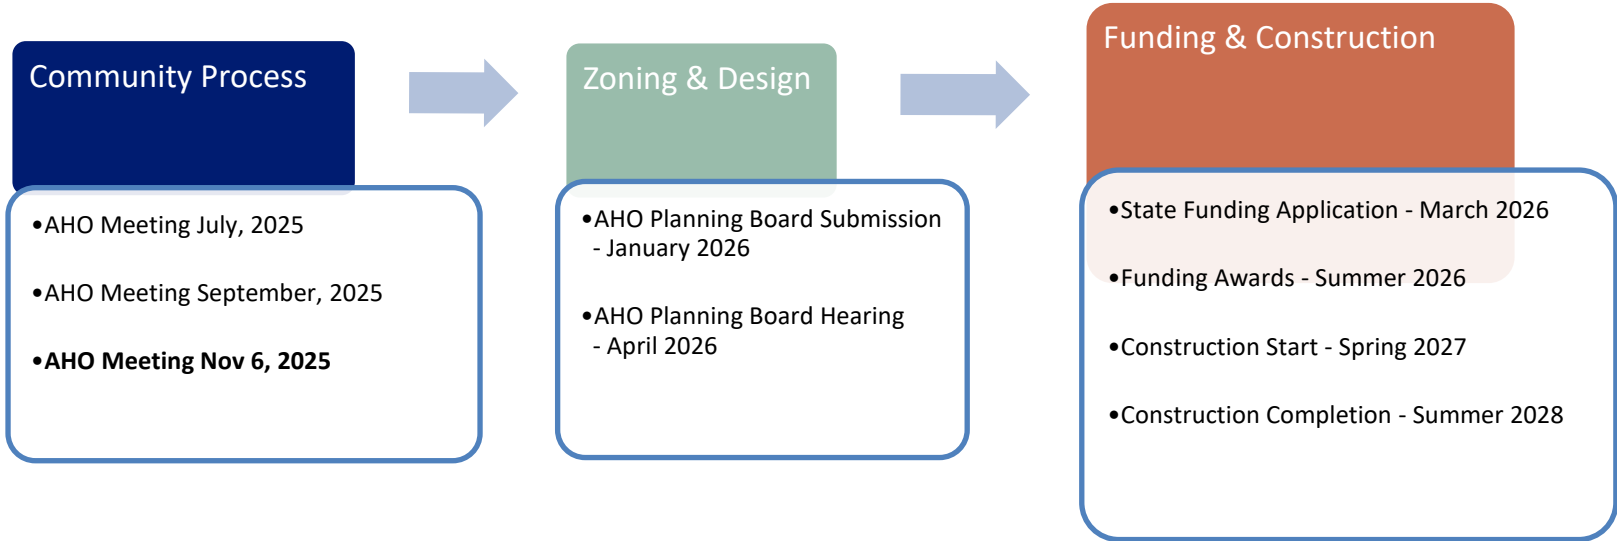 Community Process
•AHO Meeting July, 2025
•AHO Meeting September, 2025
•AHO Meeting Nov 6, 2025
Zoning & Design
•AHO Planning Board Submission
- January 2026
•AHO Planning Board Hearing
- April 2026
Funding & Construction
•State Funding Application - March 2026
•Funding Awards - Summer 2026
•Construction Start - Spring 2027
•Construction Completion - Summer 2028